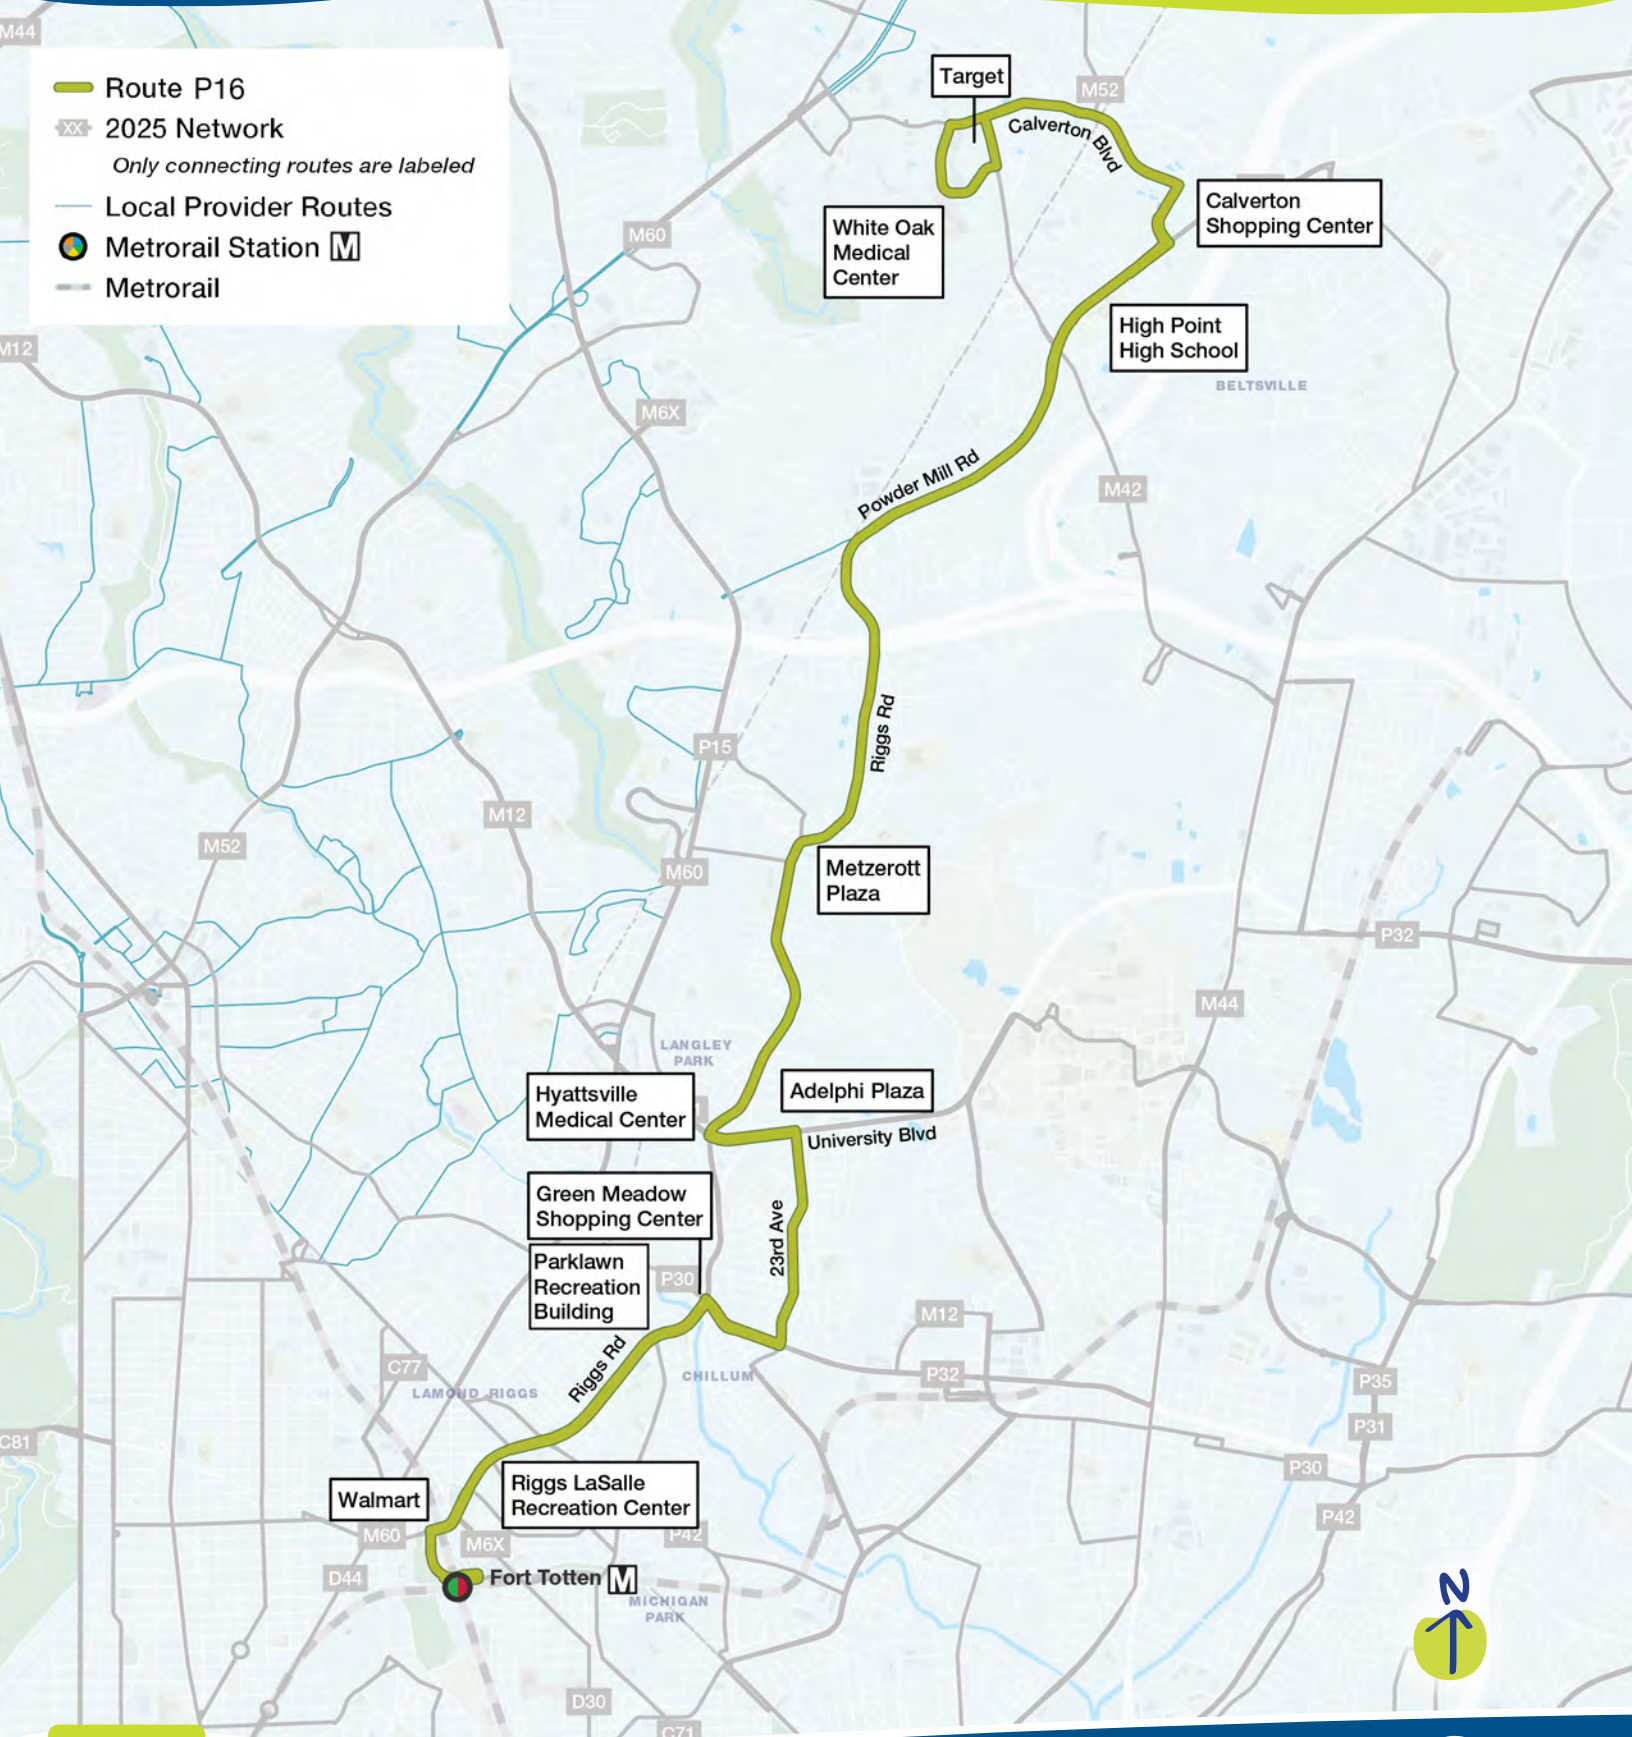 M44
Route P16
XX 2025 Network
Only connecting routes are labeled
Local Provider Routes
Metrorail Station M
Metrorail
Target
M52
Calverton Blvd
Calverton
Shopping Center
White Oak
Medical
Center
M60
High Point
High School
BELTSVILLE
M12
M6X
Powder Mill Rd
M42
Riggs Rd
P15
M12
M52
M60
Metzerott
Plaza
P32
M44
LANGLEY
PARK
Hyattsville
Medical Center
Adelphi Plaza
University Blvd
Green Meadow
Shopping Center
23rd Ave
Parklawn
Recreation
Building
P30
M12
Riggs Rd
C77
CHILLUM
P32
LAMOND RIGGS
P35
P31
C81
P30
Riggs LaSalle
Recreation Center
Walmart
P42
M60
M6X
P42
D44
Fort Totten M
MICHIGAN
PARK
N
D30
C71